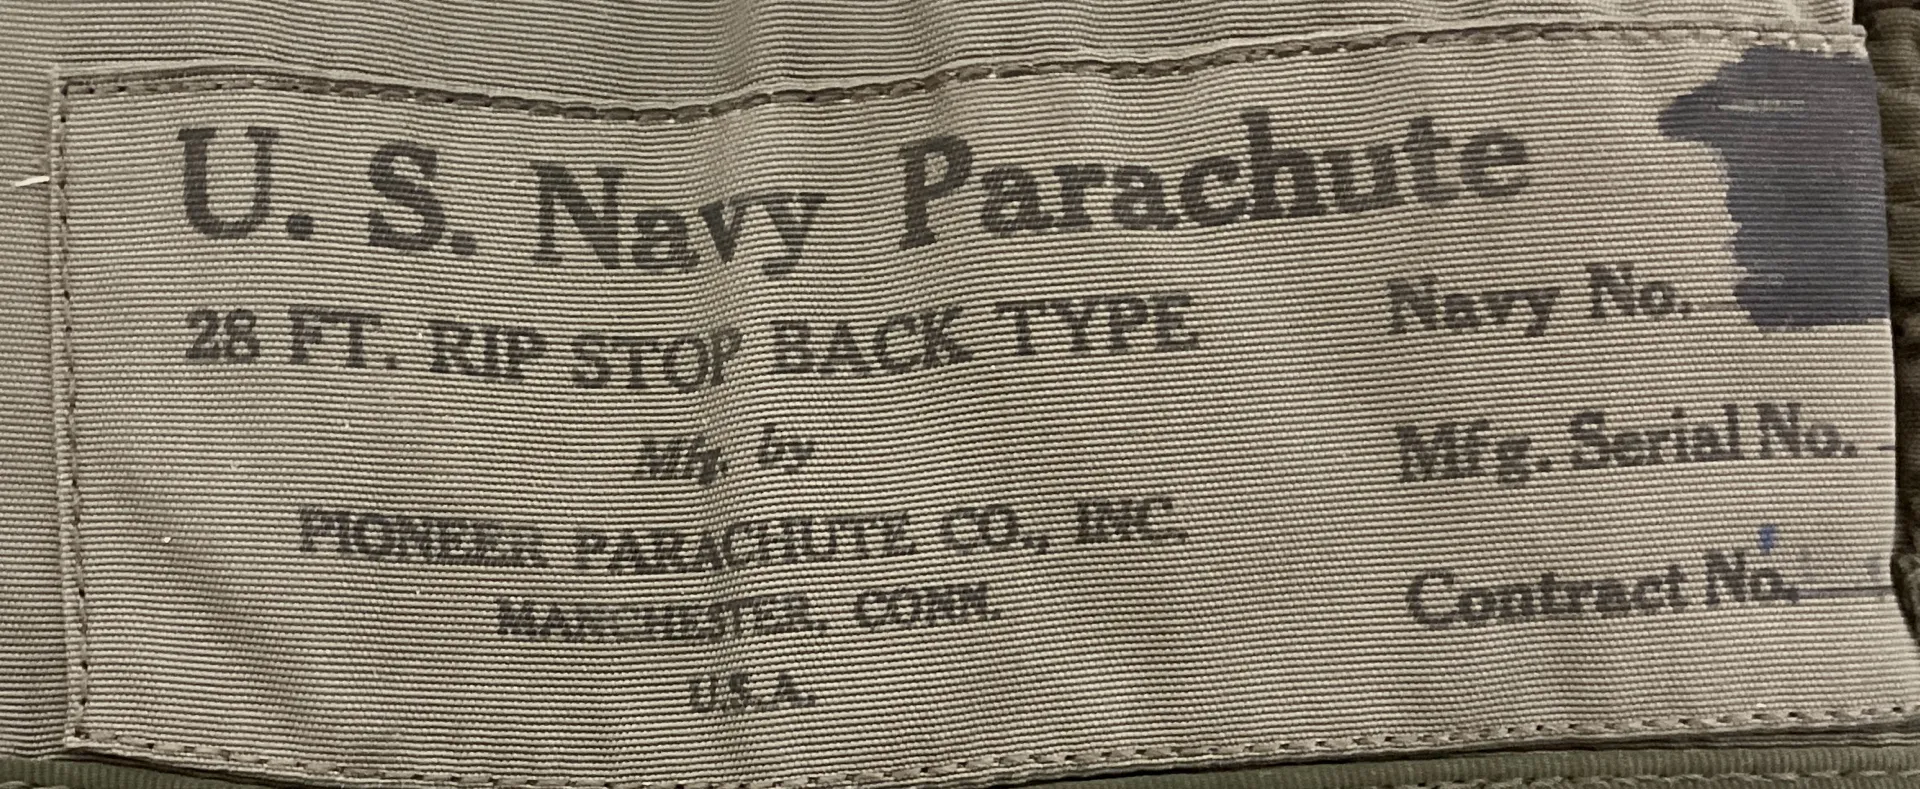 U. S. Navy Parachute
28 FT. RIP STOP BACK TYPE
Mfg. by
PIONEER PARACHUTE CO., INC.
MANCHESTER, CONN.
U.S.A.
Navy No.
Mfg. Serial No.
Contract No.